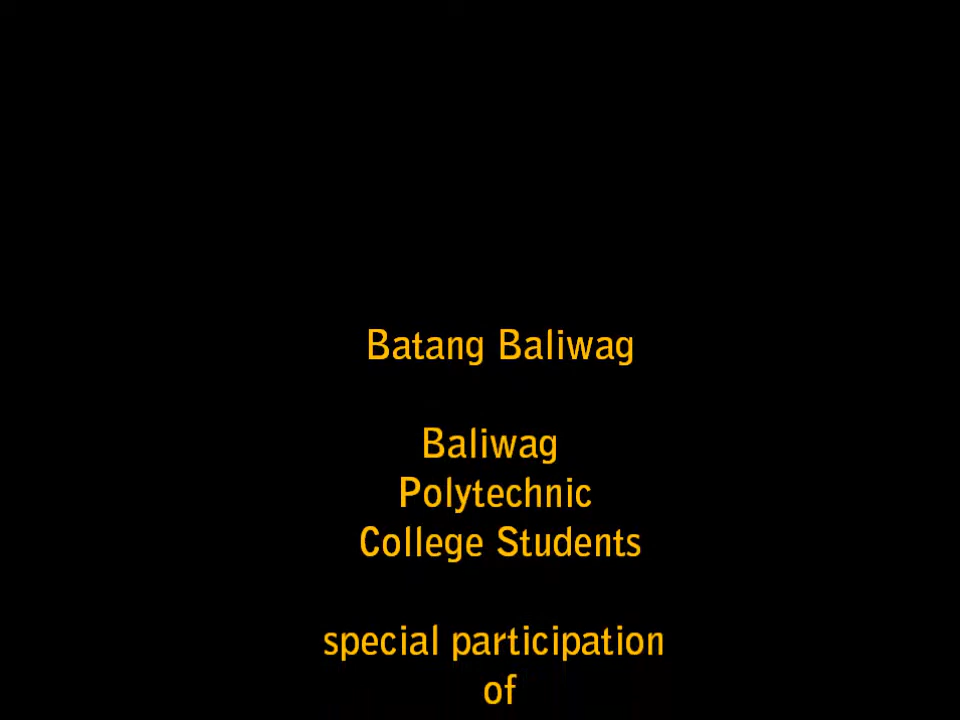 Batang Baliwag
Baliwag
Polytechnic
College Students
special participation
of